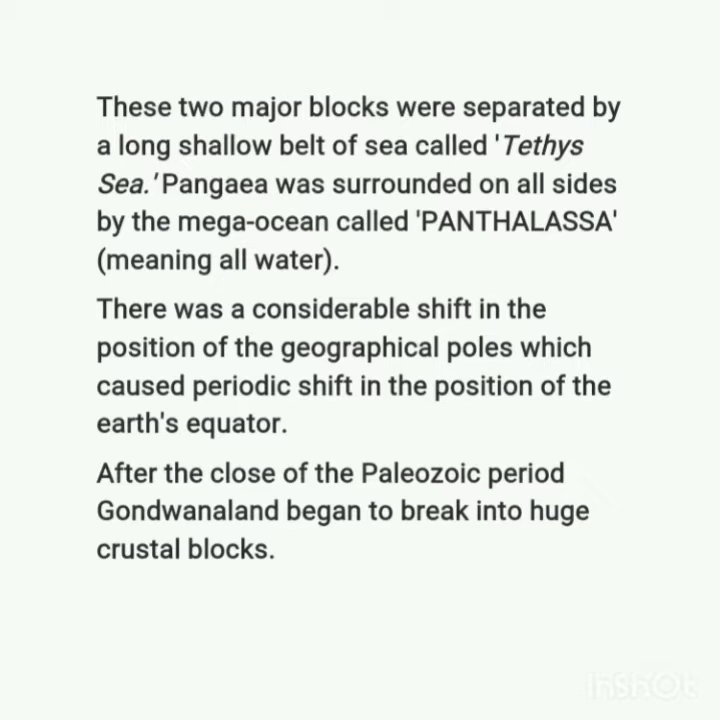 These two major blocks were separated by
a long shallow belt of sea called 'Tethys
Sea.' Pangaea was surrounded on all sides
by the mega-ocean called 'PANTHALASSA'
(meaning all water).
There was a considerable shift in the
position of the geographical poles which
caused periodic shift in the position of the
earth's equator.
After the close of the Paleozoic period
Gondwanaland began to break into huge
crustal blocks.
InShOt